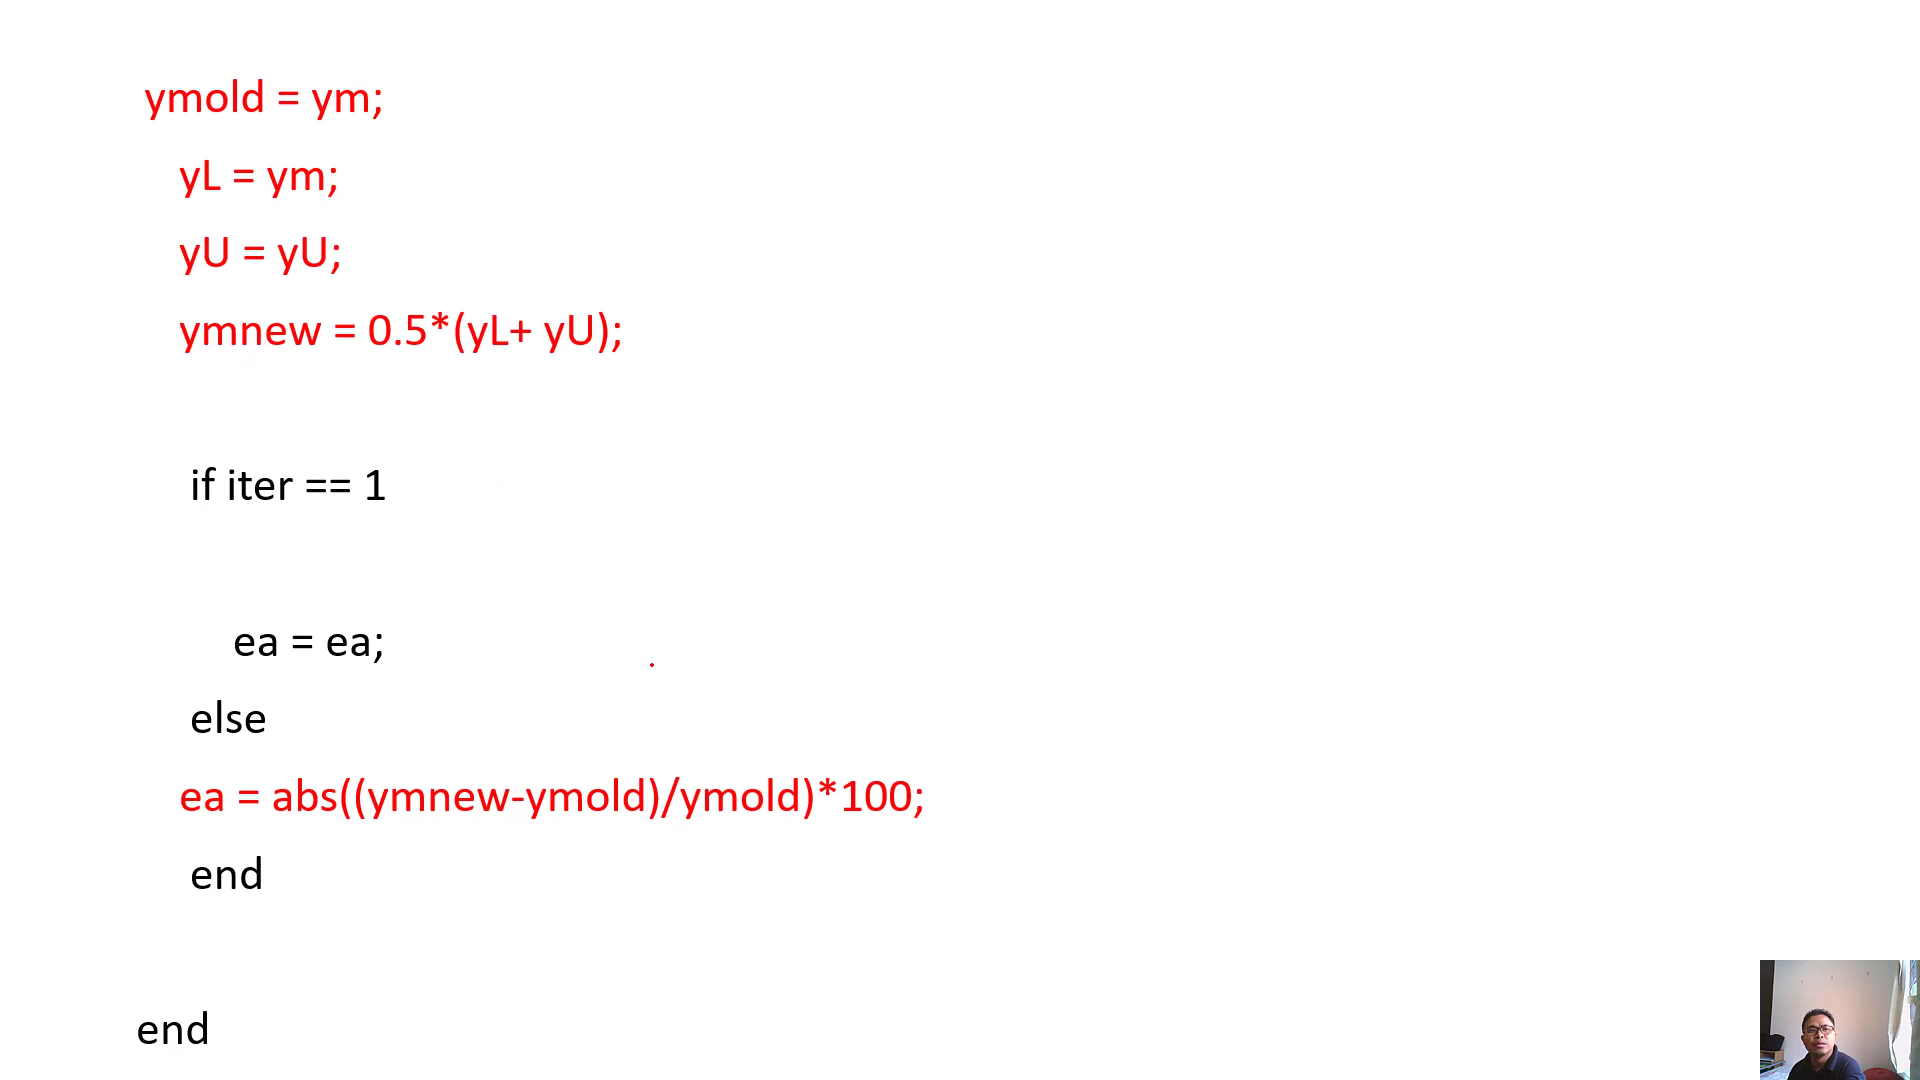 ymold = ym;
yL = ym;
yU = yU;
ymnew = 0.5*(yL+ yU);
if iter == 1
ea = ea;
else
ea = abs((ymnew-ymold)/ymold)*100;
end
end